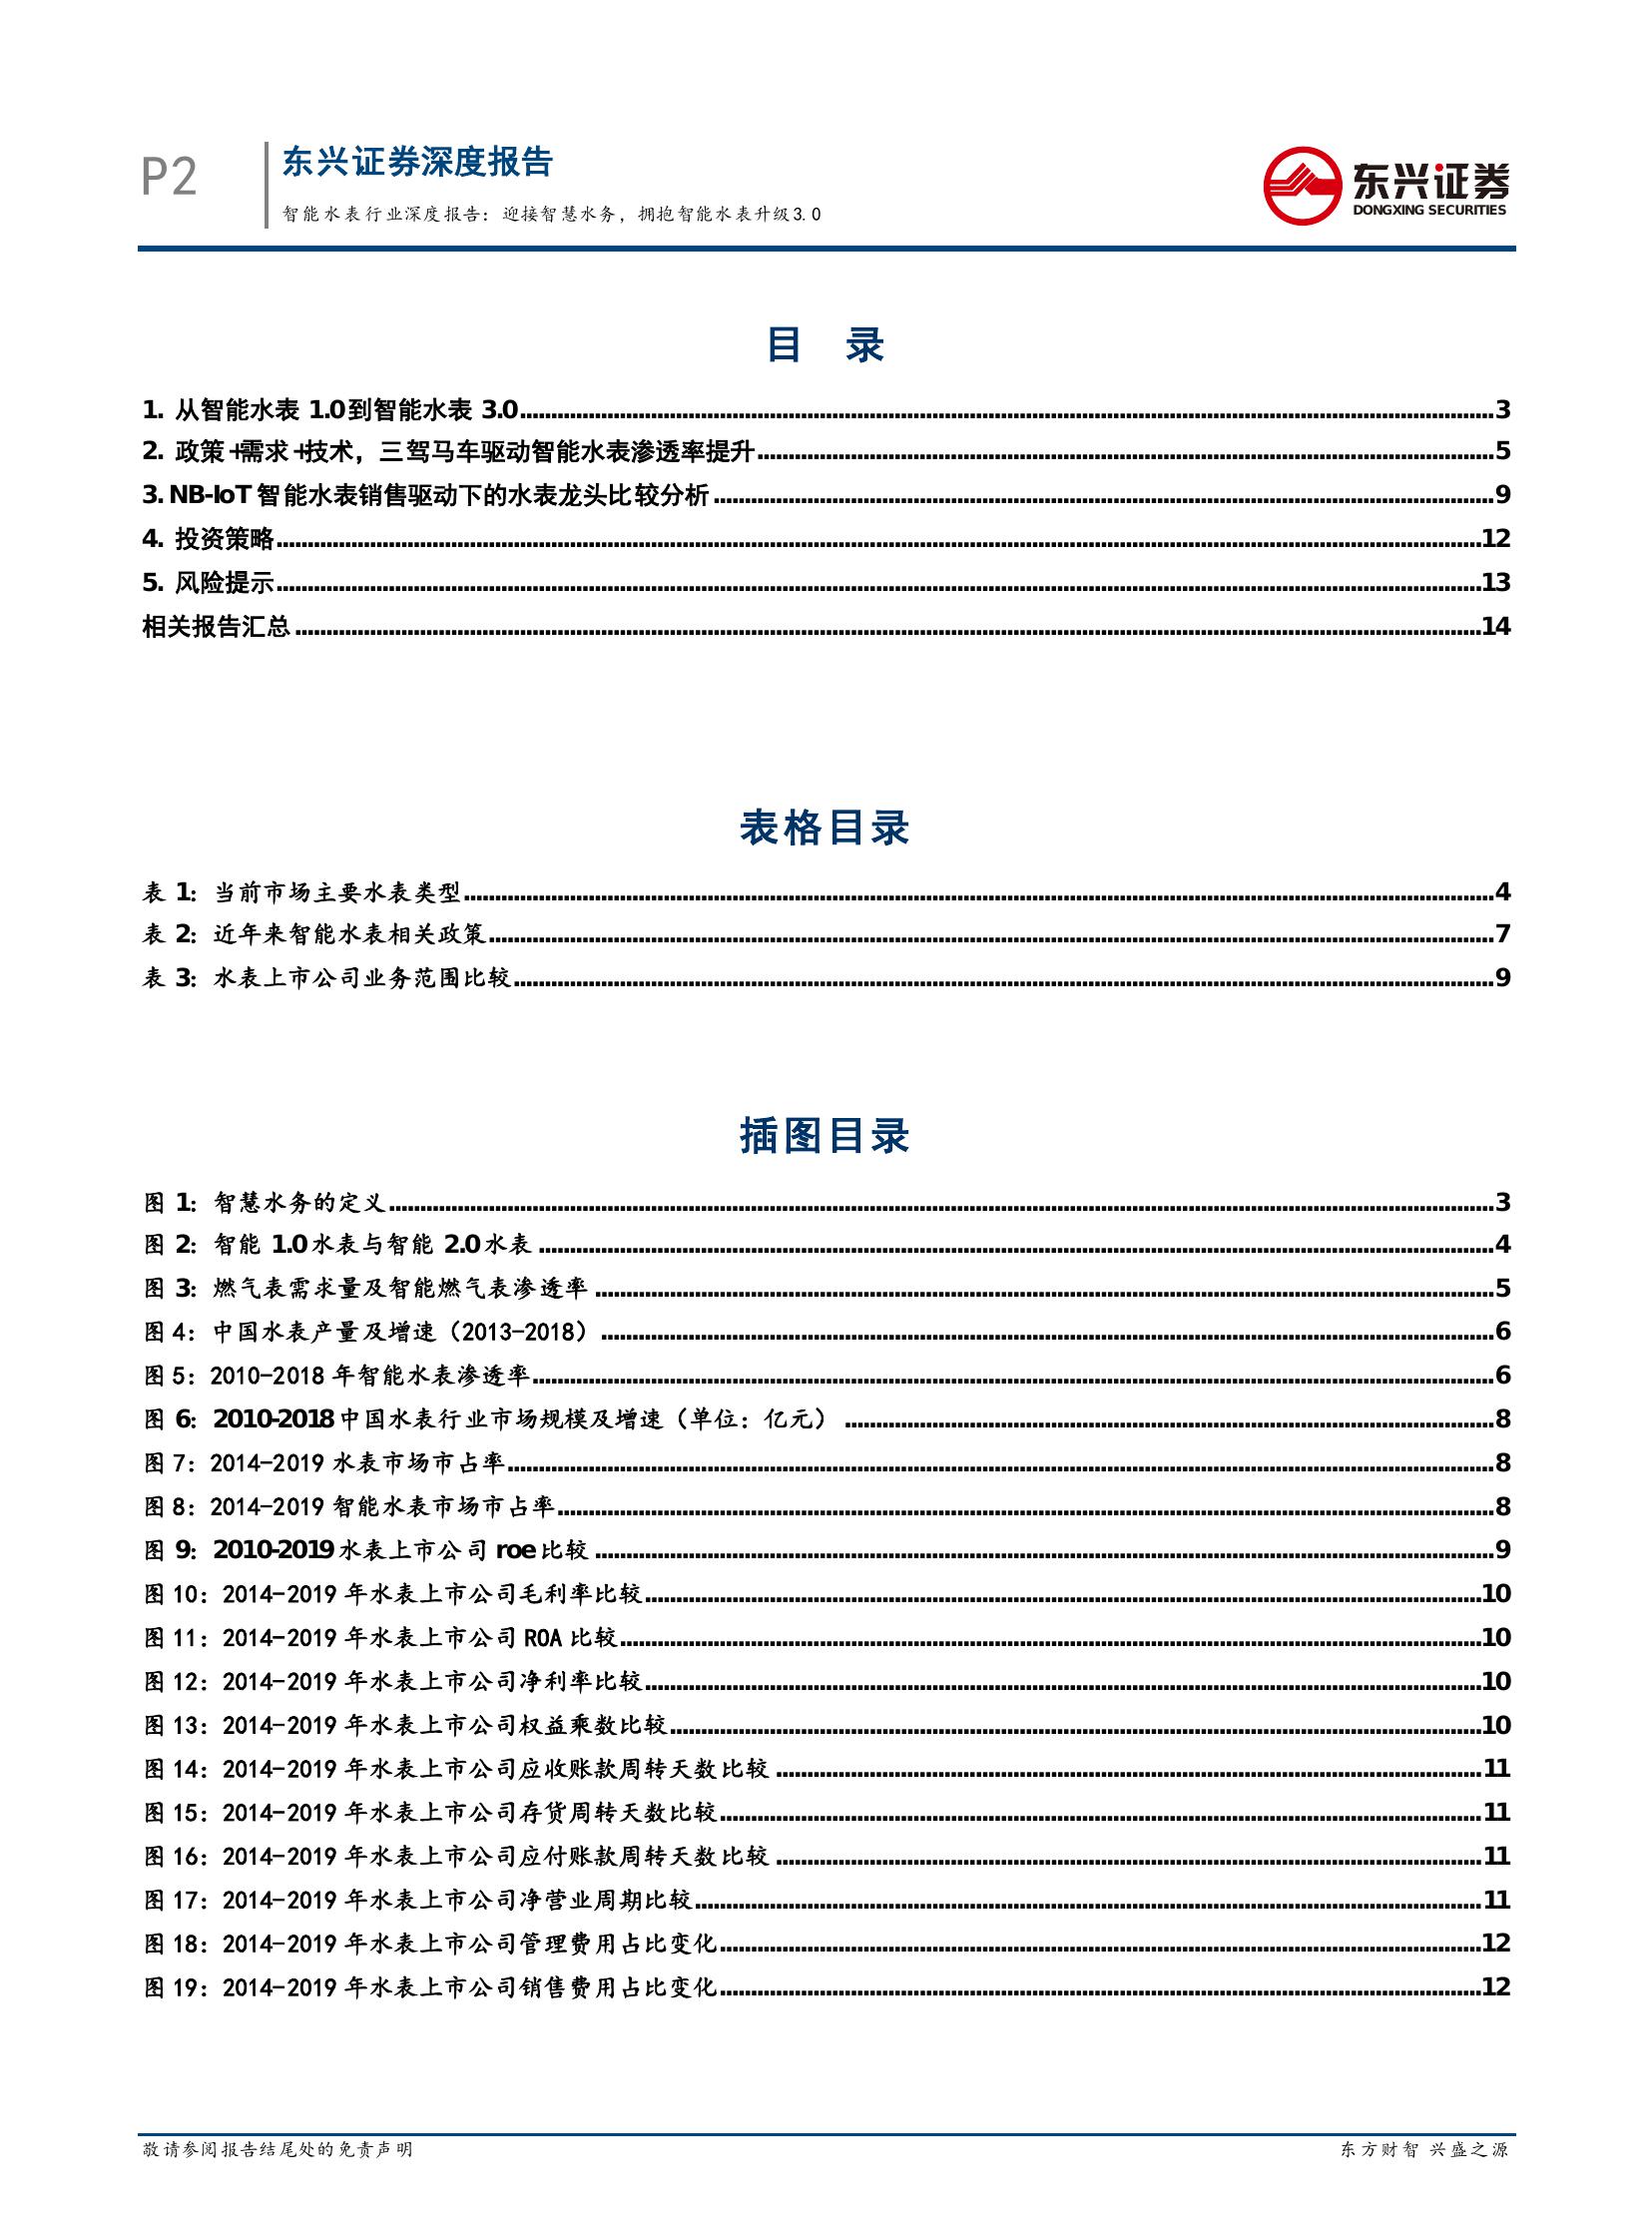 P2
东兴证券深度报告
智能水表行业深度报告：迎接智慧水务，拥抱智能水表升级3.0
东兴证券
DONGXING SECURITIES
目 录
1. 从智能水表 1.0 到智能水表 3.0........3
2. 政策+需求+技术，三驾马车驱动智能水表渗透率提升........5
3. NB-IoT 智能水表销售驱动下的水表龙头比较分析........9
4. 投资策略........12
5. 风险提示........13
相关报告汇总........14
表格目录
表 1: 当前市场主要水表类型........4
表 2: 近年来智能水表相关政策........7
表 3: 水表上市公司业务范围比较........9
插图目录
图 1: 智慧水务的定义........3
图 2: 智能 1.0 水表与智能 2.0 水表........4
图 3: 燃气表需求量及智能燃气表渗透率........5
图 4：中国水表产量及增速（2013-2018）........6
图 5：2010-2018 年智能水表渗透率........6
图 6: 2010-2018 中国水表行业市场规模及增速（单位：亿元）........8
图 7：2014-2019 水表市场市占率........8
图 8：2014-2019 智能水表市场市占率........8
图 9: 2010-2019 水表上市公司 roe 比较........9
图 10：2014-2019 年水表上市公司毛利率比较........10
图 11：2014-2019 年水表上市公司 ROA 比较........10
图 12：2014-2019 年水表上市公司净利率比较........10
图 13：2014-2019 年水表上市公司权益乘数比较........10
图 14：2014-2019 年水表上市公司应收账款周转天数比较........11
图 15：2014-2019 年水表上市公司存货周转天数比较........11
图 16：2014-2019 年水表上市公司应付账款周转天数比较........11
图 17：2014-2019 年水表上市公司净营业周期比较........11
图 18：2014-2019 年水表上市公司管理费用占比变化........12
图 19：2014-2019 年水表上市公司销售费用占比变化........12
敬请参阅报告结尾处的免责声明
东方财智 兴盛之源